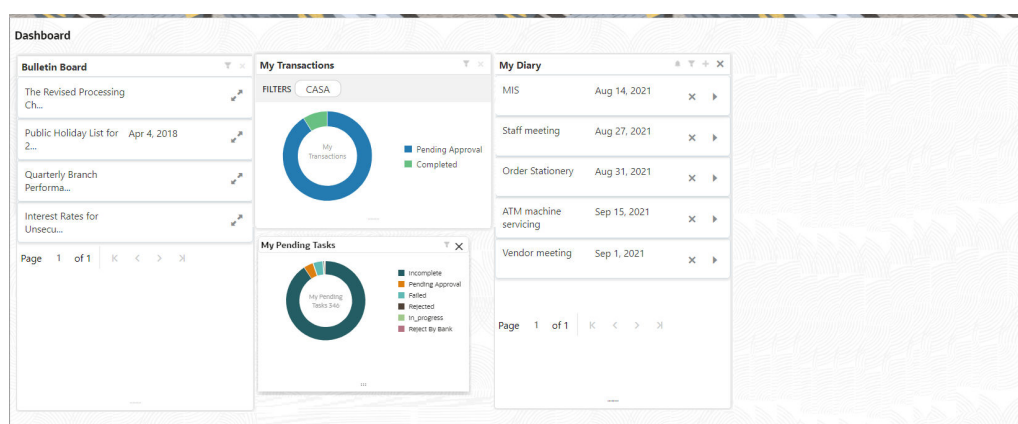 Dashboard
Bulletin Board
The Revised Processing
Ch...
Public Holiday List for Apr 4, 2018
2...
Quarterly Branch
Performa...
Interest Rates for
Unsecu...
Page 1 of 1
My Transactions
FILTERS CASA
My
Transactions
Pending Approval
Completed
My Pending Tasks
My Pending
Tasks 346
Incomplete
Pending Approval
Failed
Rejected
In_progress
Reject By Bank
My Diary
MIS Aug 14, 2021
Staff meeting Aug 27, 2021
Order Stationery Aug 31, 2021
ATM machine Sep 15, 2021
servicing
Vendor meeting Sep 1, 2021
Page 1 of 1